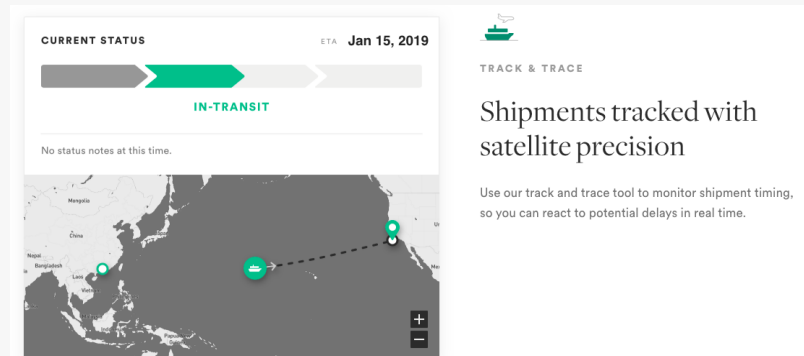 CURRENT STATUS
ETA Jan 15, 2019
IN-TRANSIT
No status notes at this time.
Mongolia
China
Nepal
Bangladesh
Laos
+
−
TRACK & TRACE
Shipments tracked with
satellite precision
Use our track and trace tool to monitor shipment timing,
so you can react to potential delays in real time.